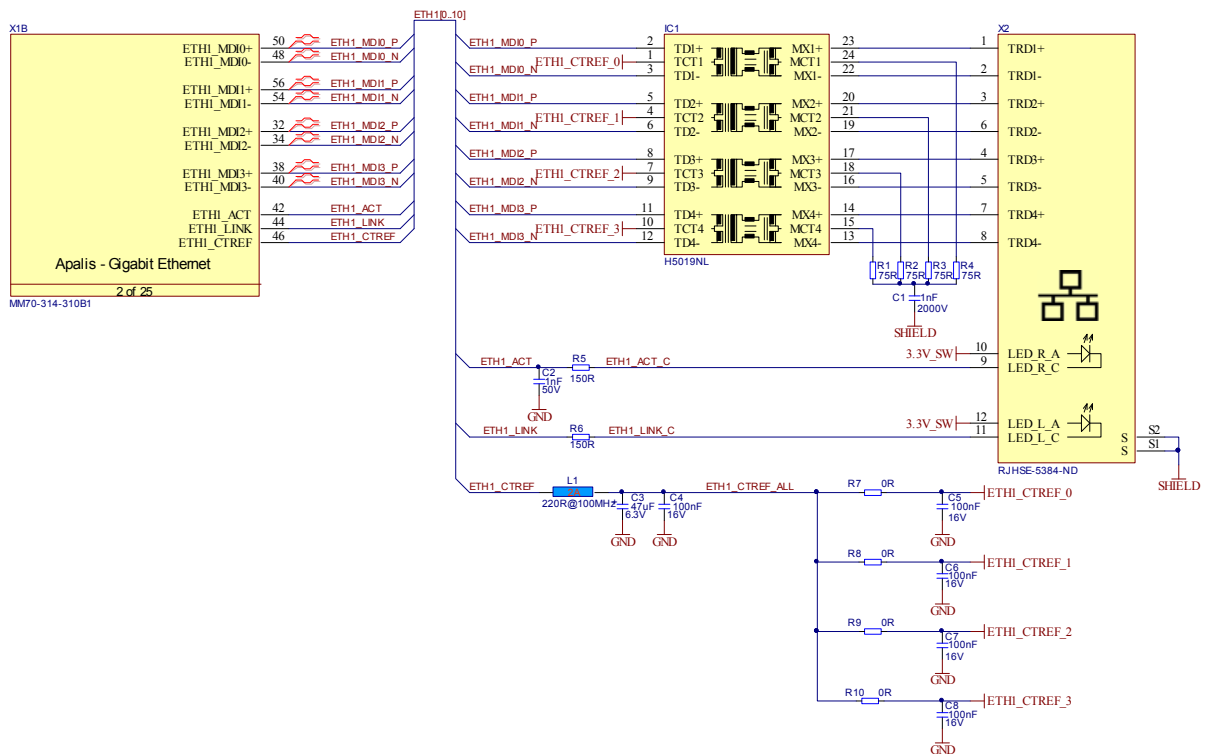 ETH1[0..10]
X1B
ETH1_MDI0+ 50 ETH1_MDI0_P
ETH1_MDI0- 48 ETH1_MDI0_N
ETH1_MDI1+ 56 ETH1_MDI1_P
ETH1_MDI1- 54 ETH1_MDI1_N
ETH1_MDI2+ 32 ETH1_MDI2_P
ETH1_MDI2- 34 ETH1_MDI2_N
ETH1_MDI3+ 38 ETH1_MDI3_P
ETH1_MDI3- 40 ETH1_MDI3_N
ETH1_ACT 42 ETH1_ACT
ETH1_LINK 44 ETH1_LINK
ETH1_CTREF 46 ETH1_CTREF
Apalis - Gigabit Ethernet
2 of 25
MM70-314-310B1
IC1
ETH1_MDI0_P 2 TD1+ MX1+ 23
ETH1_CTREF_0 1 TCT1 MCT1 24
ETH1_MDI0_N 3 TD1- MX1- 22
ETH1_MDI1_P 5 TD2+ MX2+ 20
ETH1_CTREF_1 4 TCT2 MCT2 21
ETH1_MDI1_N 6 TD2- MX2- 19
ETH1_MDI2_P 8 TD3+ MX3+ 17
ETH1_CTREF_2 7 TCT3 MCT3 18
ETH1_MDI2_N 9 TD3- MX3- 16
ETH1_MDI3_P 11 TD4+ MX4+ 14
ETH1_CTREF_3 10 TCT4 MCT4 15
ETH1_MDI3_N 12 TD4- MX4- 13
H5019NL
R1 R2 R3 R4
75R 75R 75R 75R
C1 1nF
2000V
SHIELD
X2
1 TRD1+
2 TRD1-
3 TRD2+
6 TRD2-
4 TRD3+
5 TRD3-
7 TRD4+
8 TRD4-
3.3V_SW 10 LED_R_A
9 LED_R_C
3.3V_SW 12 LED_L_A
11 LED_L_C
S S2
S S1
RJHSE-5384-ND
SHIELD
ETH1_ACT R5 ETH1_ACT_C
150R
C2
1nF
50V
GND
ETH1_LINK R6 ETH1_LINK_C
150R
ETH1_CTREF L1 ETH1_CTREF_ALL
220R@100MHz
C3
47uF
6.3V
GND
C4
100nF
16V
GND
R7 0R ETH1_CTREF_0
C5
100nF
16V
GND
R8 0R ETH1_CTREF_1
C6
100nF
16V
GND
R9 0R ETH1_CTREF_2
C7
100nF
16V
GND
R10 0R ETH1_CTREF_3
C8
100nF
16V
GND